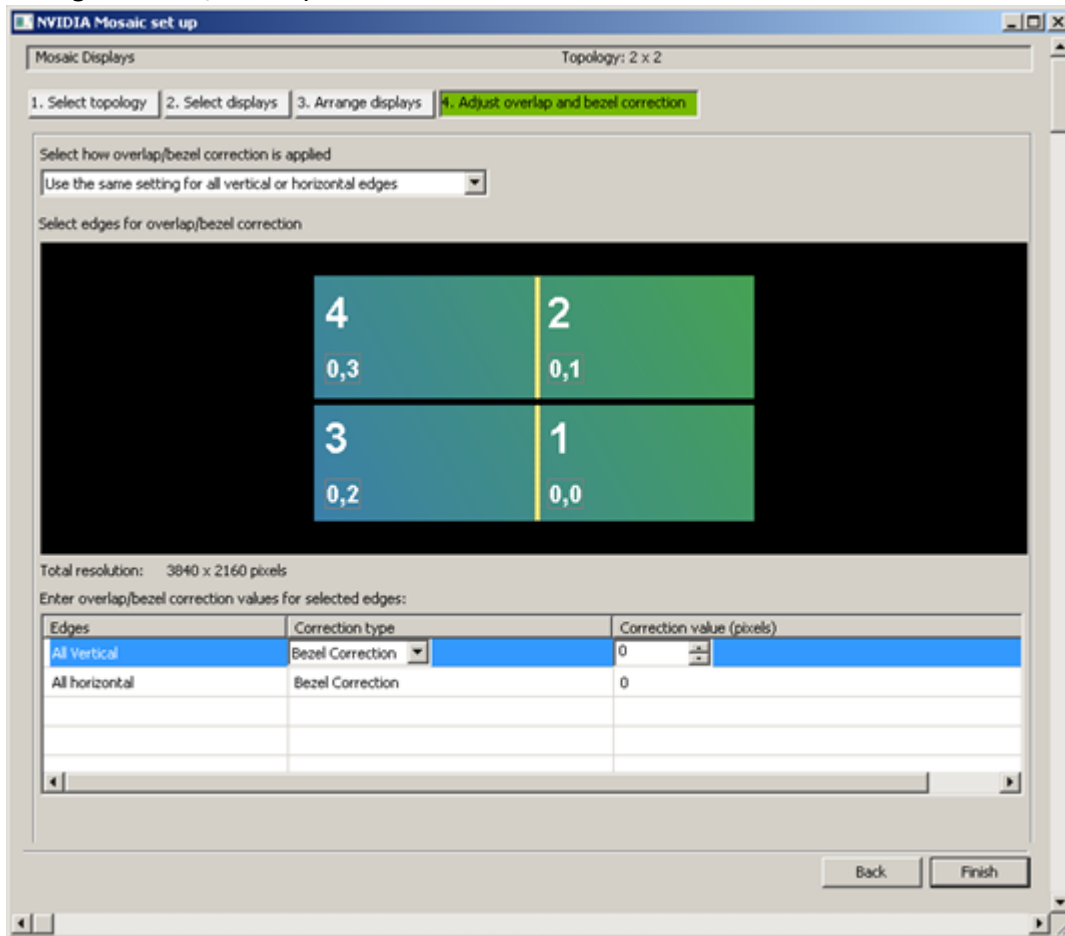 NVIDIA Mosaic set up
Mosaic Displays Topology: 2 x 2
1. Select topology 2. Select displays 3. Arrange displays 4. Adjust overlap and bezel correction
Select how overlap/bezel correction is applied
Use the same setting for all vertical or horizontal edges
Select edges for overlap/bezel correction
4 2
0,3 0,1
3 1
0,2 0,0
Total resolution: 3840 x 2160 pixels
Enter overlap/bezel correction values for selected edges:
Edges Correction type Correction value (pixels)
All Vertical Bezel Correction 0
All horizontal Bezel Correction 0
Back Finish